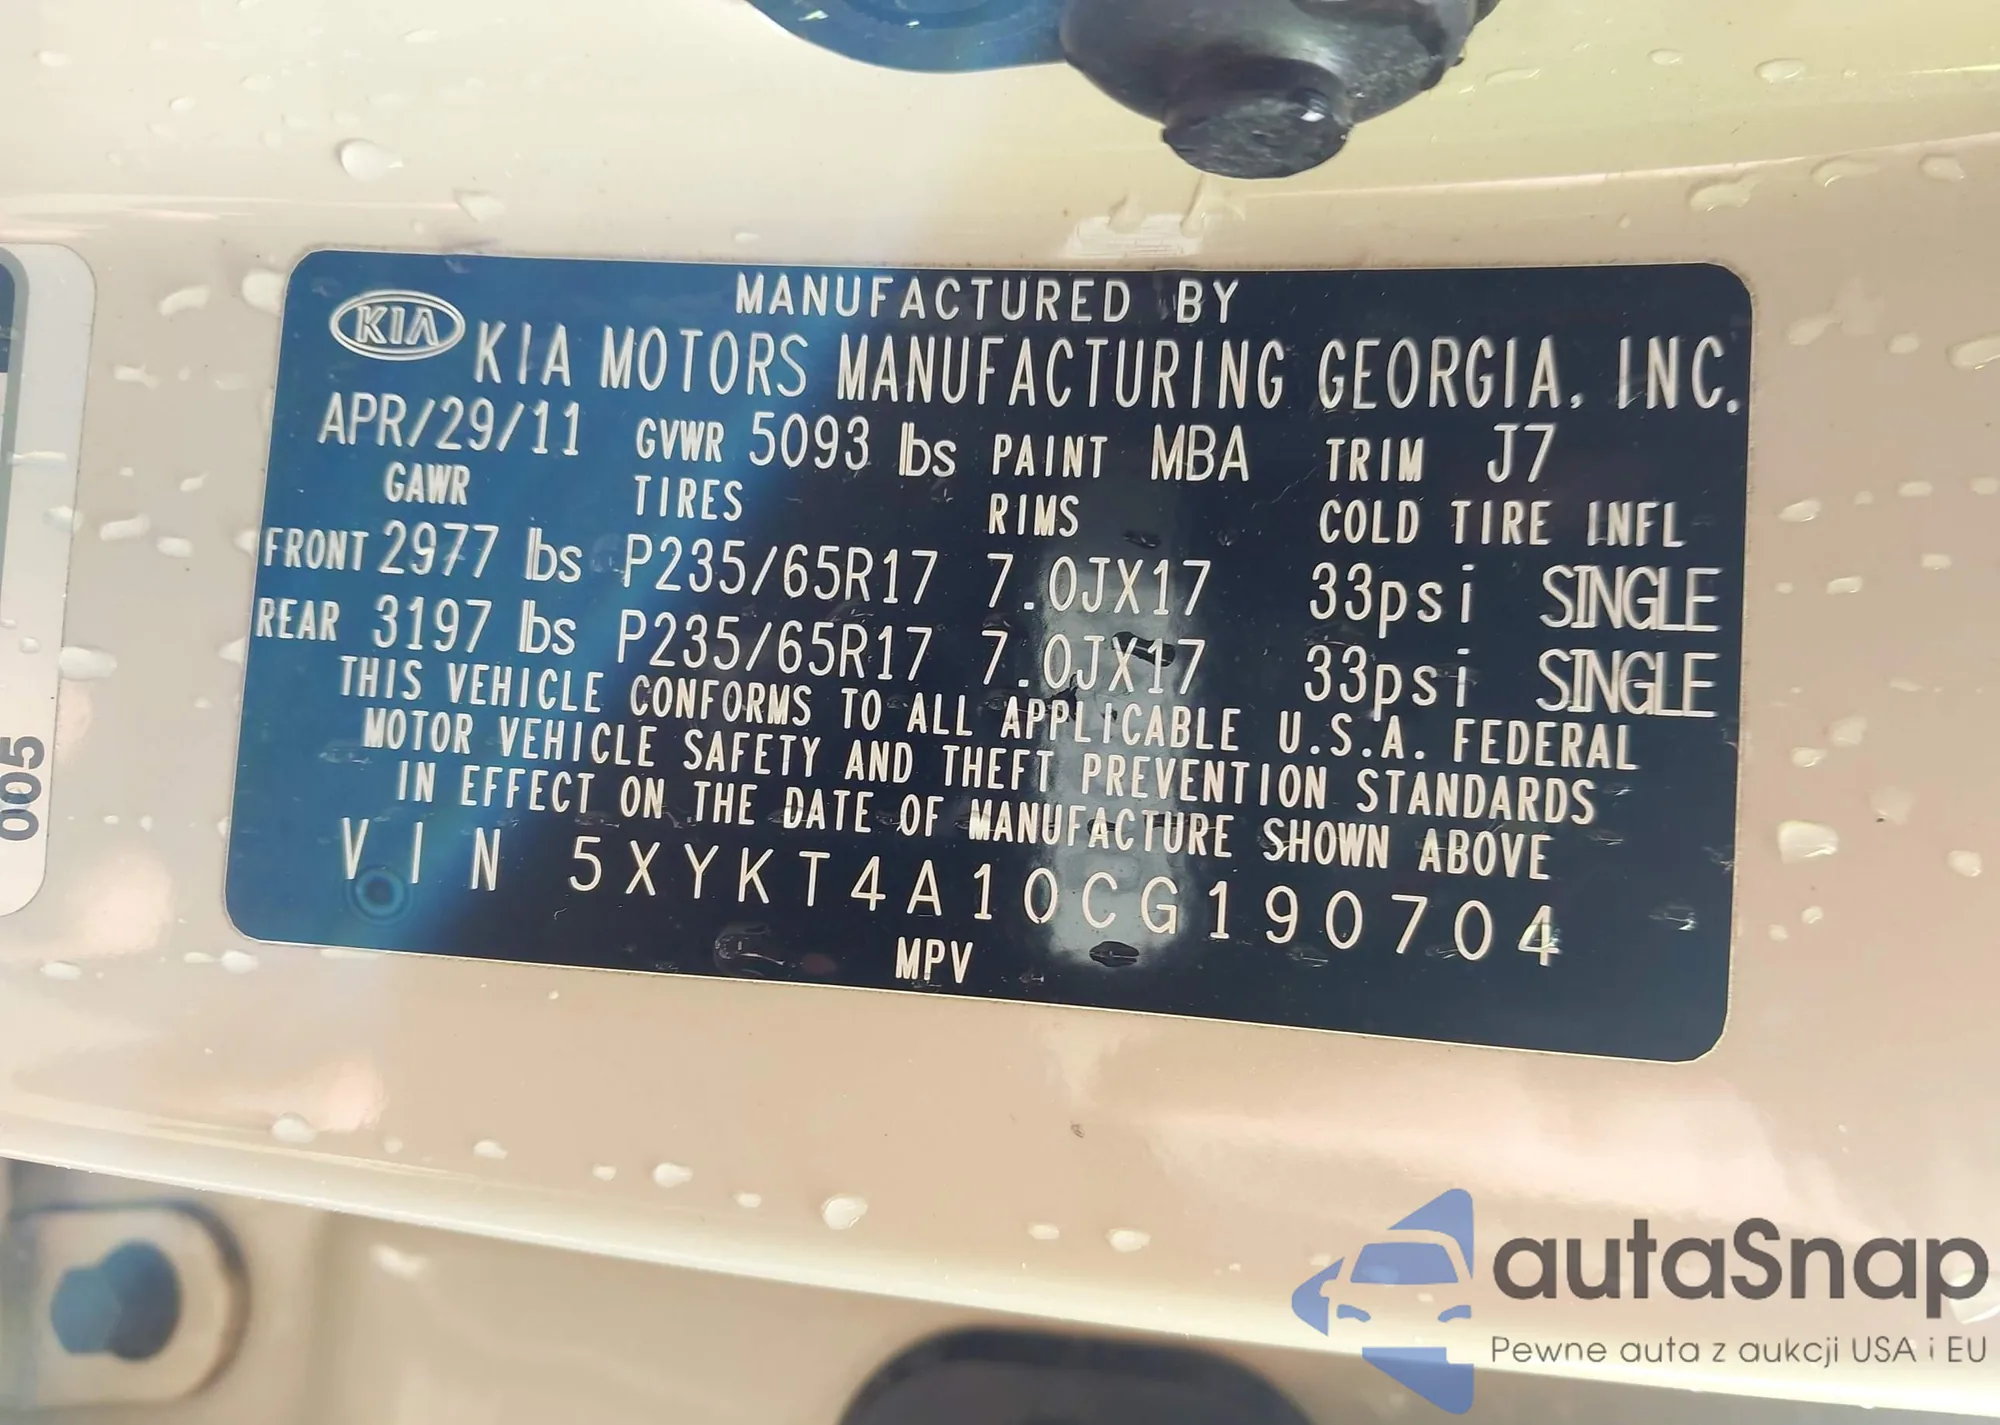 MANUFACTURED BY
KIA KIA MOTORS MANUFACTURING GEORGIA, INC.
APR/29/11 GVWR 5093 lbs PAINT MBA TRIM J7
GAWR TIRES RIMS COLD TIRE INFL
FRONT 2977 lbs P235/65R17 7.0JX17 33psi SINGLE
REAR 3197 lbs P235/65R17 7.0JX17 33psi SINGLE
THIS VEHICLE CONFORMS TO ALL APPLICABLE U.S.A. FEDERAL
MOTOR VEHICLE SAFETY AND THEFT PREVENTION STANDARDS
IN EFFECT ON THE DATE OF MANUFACTURE SHOWN ABOVE
VIN 5XYKT4A10CG190704
MPV
005
autaSnap
Pewne auta z aukcji USA i EU